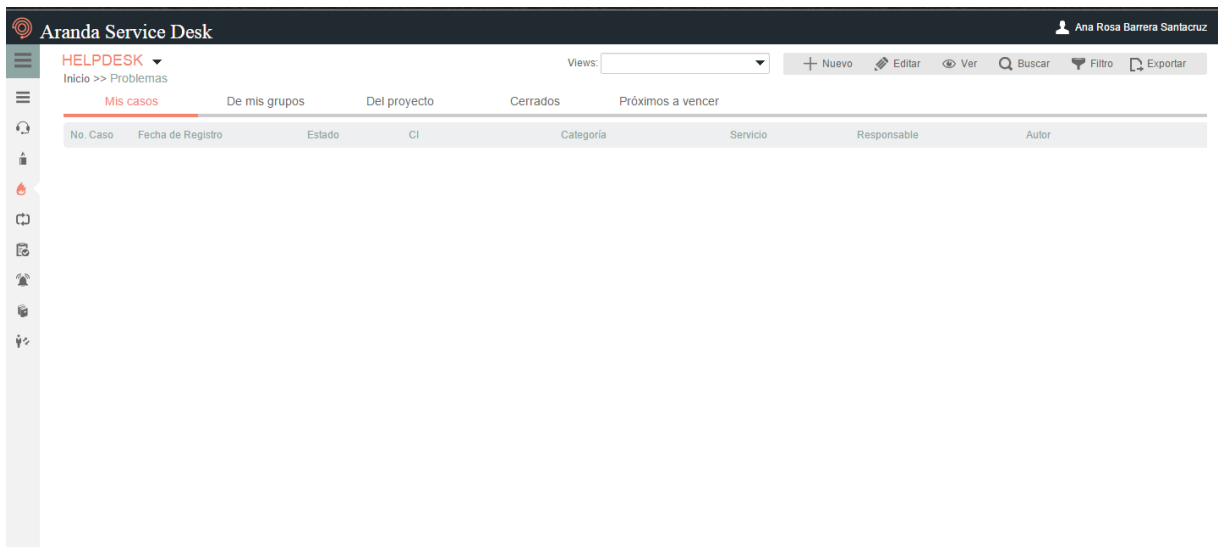 Aranda Service Desk
Ana Rosa Barrera Santacruz
HELPDESK
Views:
Nuevo Editar Ver Buscar Filtro Exportar
Inicio >> Problemas
Mis casos De mis grupos Del proyecto Cerrados Próximos a vencer
No. Caso Fecha de Registro Estado CI Categoría Servicio Responsable Autor